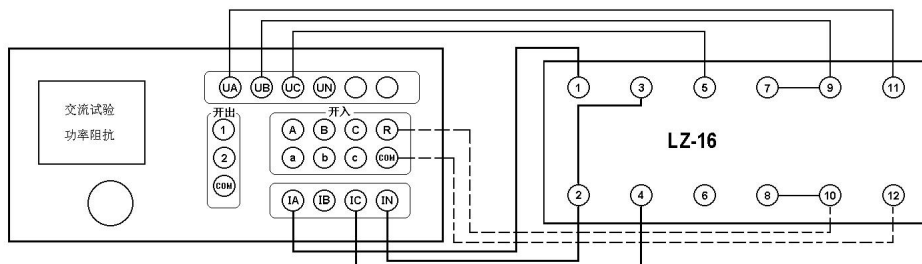 UA UB UC UN
1 3 5 7 9 11
交流试验
功率阻抗
开出
开入
1
A B C R
LZ-16
2
a b c COM
COM
IA IB IC IN
2 4 6 8 10 12